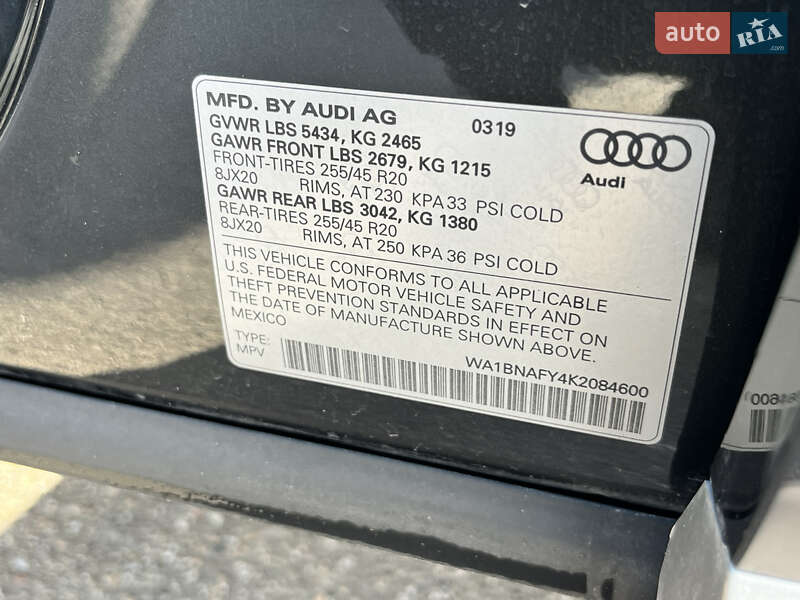 auto RIA.com
MFD. BY AUDI AG 0319
GVWR LBS 5434, KG 2465
GAWR FRONT LBS 2679, KG 1215
FRONT-TIRES 255/45 R20
8JX20 RIMS, AT 230 KPA 33 PSI COLD
GAWR REAR LBS 3042, KG 1380
REAR-TIRES 255/45 R20
8JX20 RIMS, AT 250 KPA 36 PSI COLD
Audi
THIS VEHICLE CONFORMS TO ALL APPLICABLE
U.S. FEDERAL MOTOR VEHICLE SAFETY AND
THEFT PREVENTION STANDARDS IN EFFECT ON
THE DATE OF MANUFACTURE SHOWN ABOVE.
MEXICO
TYPE: WA1BNAFY4K2084600
MPV